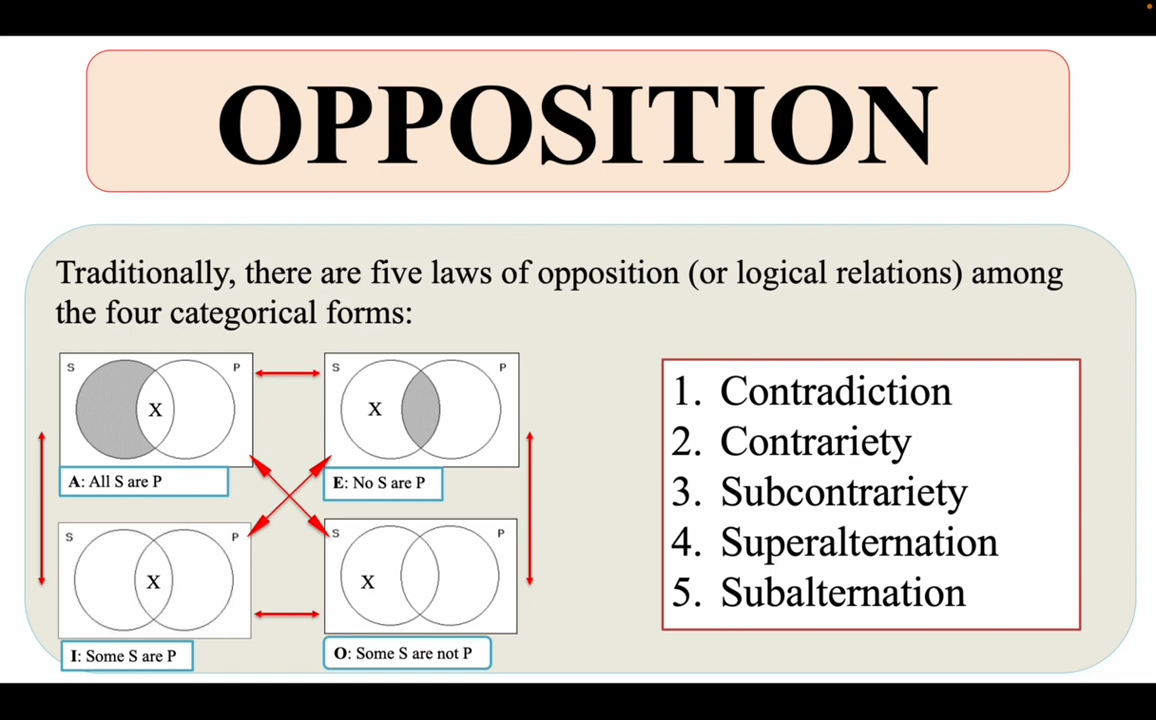 OPPOSITION
Traditionally, there are five laws of opposition (or logical relations) among
the four categorical forms:
S P
X
A: All S are P
S P
X
E: No S are P
S P
X
I: Some S are P
S P
X
O: Some S are not P
1. Contradiction
2. Contrariety
3. Subcontrariety
4. Superalternation
5. Subalternation